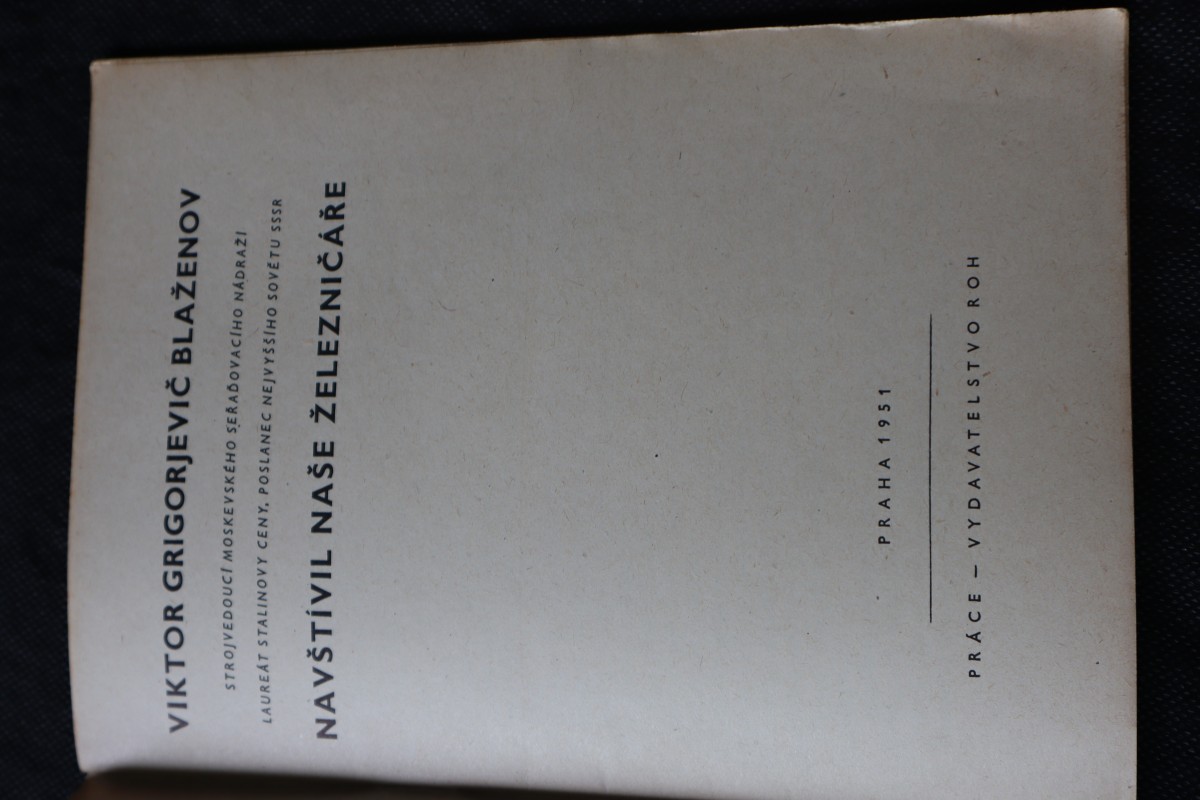 VIKTOR GRIGORJEVIČ BLAŽENOV
STROJVEDOUCÍ MOSKEVSKÉHO SEŘAĎOVACÍHO NÁDRAŽÍ
LAUREÁT STALINOVY CENY, POSLANEC NEJVYŠŠÍHO SOVĚTU SSSR
NAVŠTÍVIL NAŠE ŽELEZNIČÁŘE
PRAHA 1951
PRÁCE — VYDAVATELSTVO ROH